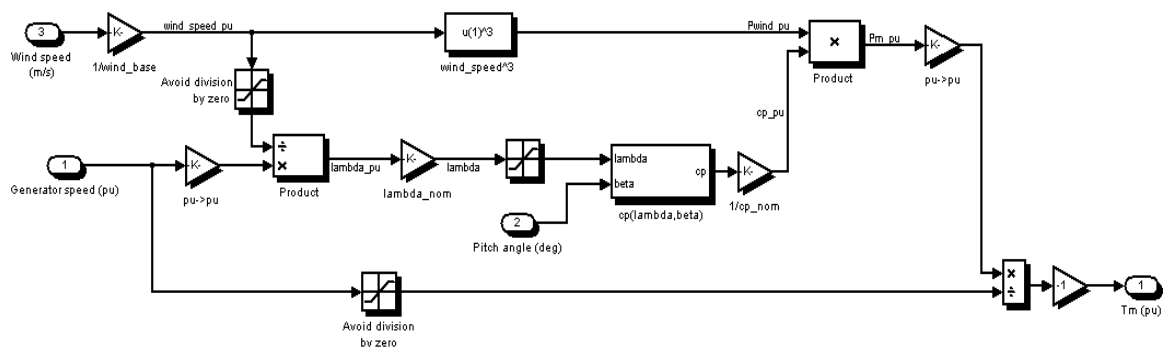 3
Wind speed
(m/s)
-K-
1/wind_base
wind_speed_pu
u(1)^3
wind_speed^3
Pwind_pu
×
Product
Pm_pu
-K-
pu->pu
Avoid division
by zero
cp_pu
1
Generator speed (pu)
-K-
pu->pu
÷
×
Product
lambda_pu
-K-
lambda_nom
lambda
lambda
beta
cp
cp(lambda,beta)
-K-
1/cp_nom
2
Pitch angle (deg)
Avoid division
by zero
×
÷
-1
1
Tm (pu)